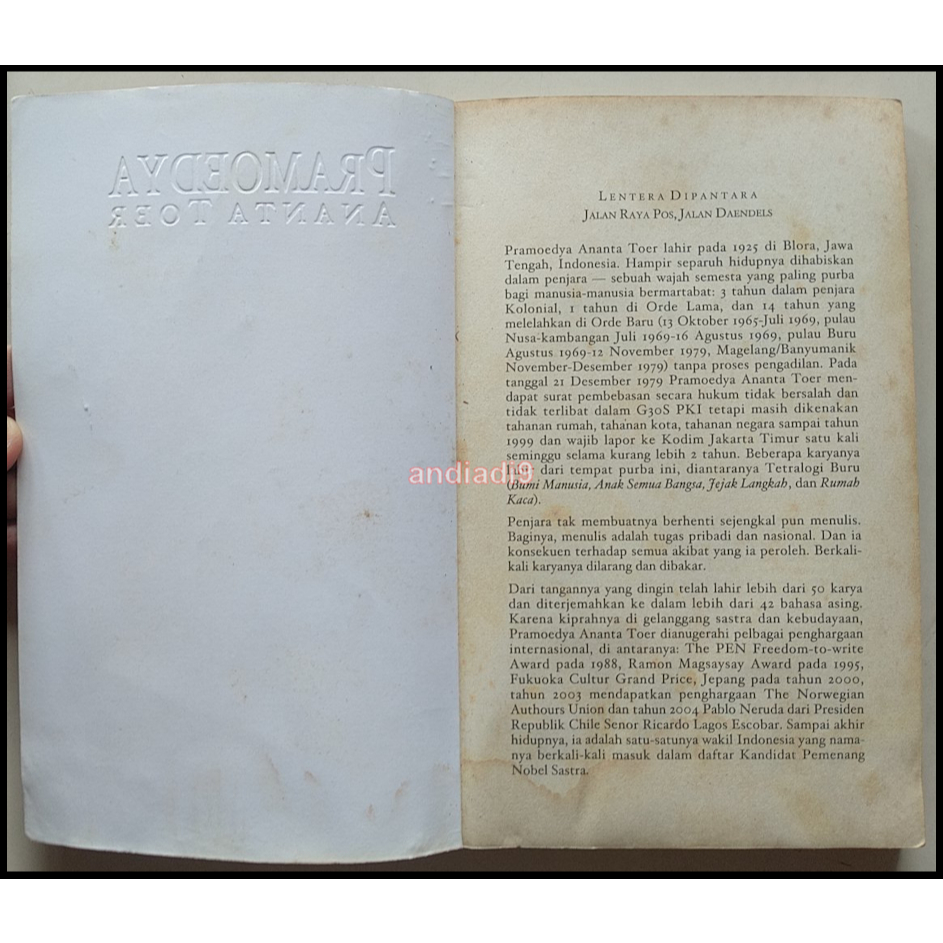 PRAMOEDYA
ANANTA TOER
LENTERA DIPANTARA
JALAN RAYA POS, JALAN DAENDELS
Pramoedya Ananta Toer lahir pada 1925 di Blora, Jawa
Tengah, Indonesia. Hampir separuh hidupnya dihabiskan
dalam penjara — sebuah wajah semesta yang paling purba
bagi manusia-manusia bermartabat: 3 tahun dalam penjara
Kolonial, 1 tahun di Orde Lama, dan 14 tahun yang
melelahkan di Orde Baru (13 Oktober 1965-Juli 1969, pulau
Nusa-kambangan Juli 1969-16 Agustus 1969, pulau Buru
Agustus 1969-12 November 1979, Magelang/Banyumanik
November-Desember 1979) tanpa proses pengadilan. Pada
tanggal 21 Desember 1979 Pramoedya Ananta Toer men-
dapat surat pembebasan secara hukum tidak bersalah dan
tidak terlibat dalam G30S PKI tetapi masih dikenakan
tahanan rumah, tahanan kota, tahanan negara sampai tahun
1999 dan wajib lapor ke Kodim Jakarta Timur satu kali
seminggu selama kurang lebih 2 tahun. Beberapa karyanya
lahir dari tempat purba ini, diantaranya Tetralogi Buru
(Bumi Manusia, Anak Semua Bangsa, Jejak Langkah, dan Rumah
Kaca).
Penjara tak membuatnya berhenti sejengkal pun menulis.
Baginya, menulis adalah tugas pribadi dan nasional. Dan ia
konsekuen terhadap semua akibat yang ia peroleh. Berkali-
kali karyanya dilarang dan dibakar.
Dari tangannya yang dingin telah lahir lebih dari 50 karya
dan diterjemahkan ke dalam lebih dari 42 bahasa asing.
Karena kiprahnya di gelanggang sastra dan kebudayaan,
Pramoedya Ananta Toer dianugerahi pelbagai penghargaan
internasional, di antaranya: The PEN Freedom-to-write
Award pada 1988, Ramon Magsaysay Award pada 1995,
Fukuoka Cultur Grand Price, Jepang pada tahun 2000,
tahun 2003 mendapatkan penghargaan The Norwegian
Authours Union dan tahun 2004 Pablo Neruda dari Presiden
Republik Chile Senor Ricardo Lagos Escobar. Sampai akhir
hidupnya, ia adalah satu-satunya wakil Indonesia yang nama-
nya berkali-kali masuk dalam daftar Kandidat Pemenang
Nobel Sastra.
andiadi9